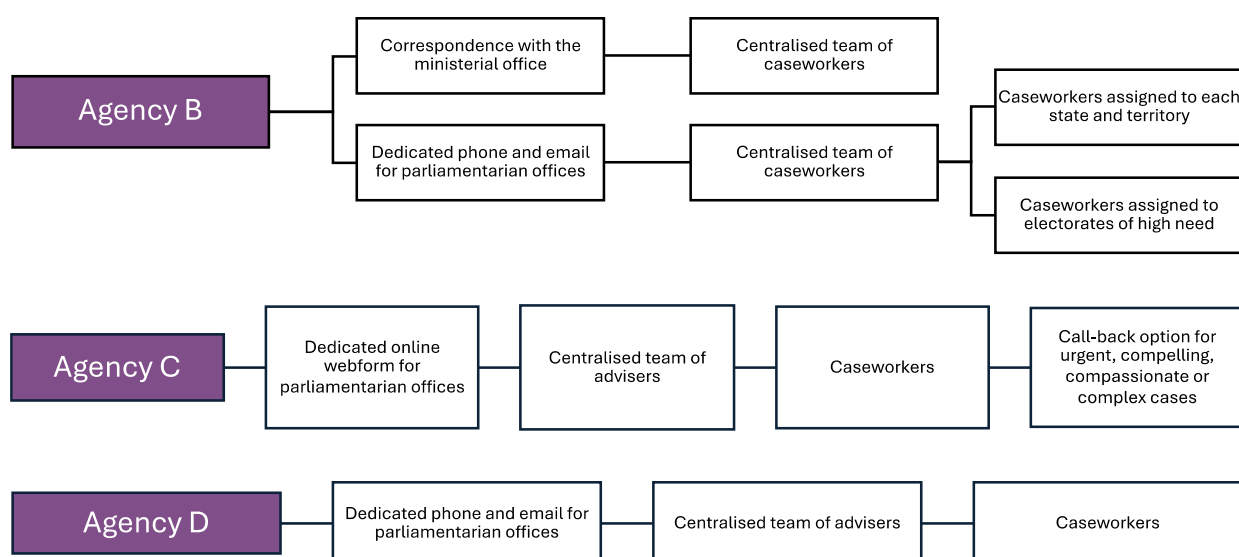 Agency B
Correspondence with the
ministerial office
Centralised team of
caseworkers
Dedicated phone and email
for parliamentarian offices
Centralised team of
caseworkers
Caseworkers assigned to each
state and territory
Caseworkers assigned to
electorates of high need
Agency C
Dedicated online
webform for
parliamentarian offices
Centralised team of
advisers
Caseworkers
Call-back option for
urgent, compelling,
compassionate or
complex cases
Agency D
Dedicated phone and email for
parliamentarian offices
Centralised team of advisers
Caseworkers